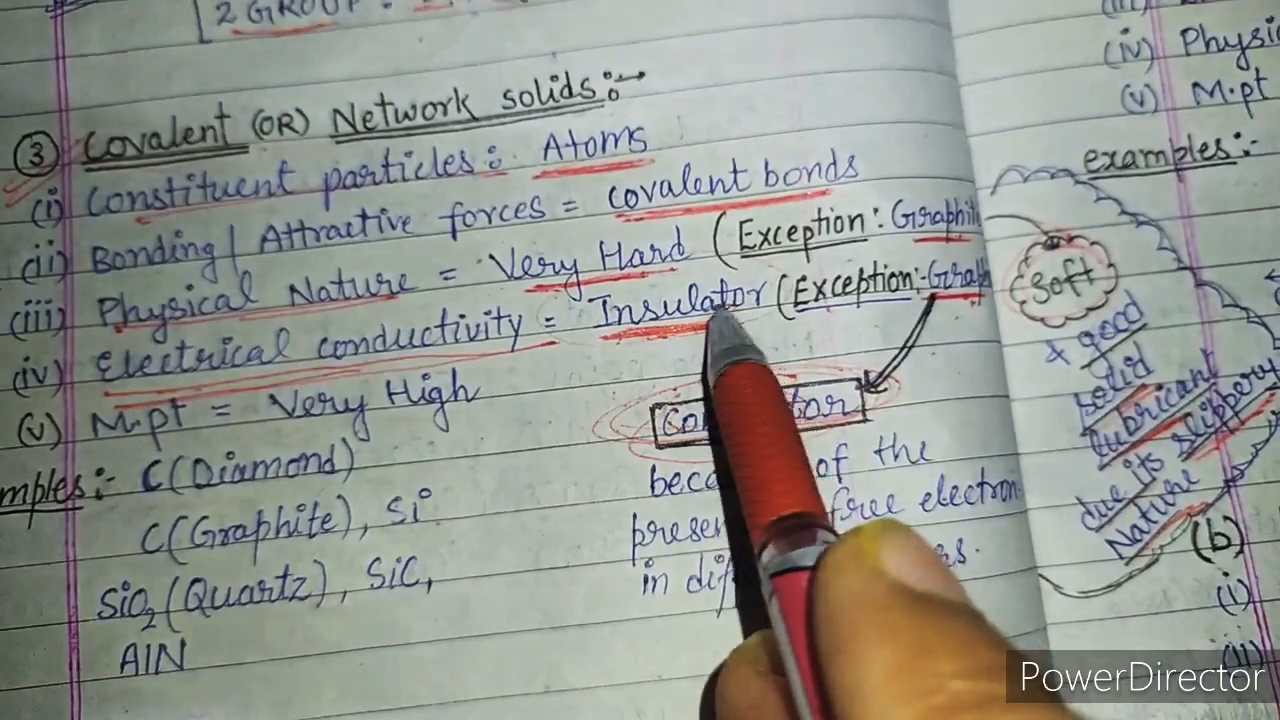 2 GROUP :
③ Covalent (OR) Network solids :→
(i) Constituent particles : Atoms
(ii) Bonding / Attractive forces = covalent bonds
(iii) Physical Nature = Very Hard (Exception : Graphite
(iv) Electrical conductivity = Insulator (Exception :- Graph
(v) M.pt = Very High
mples :- C(Diamond)
C(Graphite), Si
SiO2 (Quartz), SiC,
AlN
of the
free electron
in
Soft
& good
solid
lubricant
due its slippery
Nature
(iv) Physi
(v) M.pt
examples :-
(b)
(i)
(ii)
PowerDirector